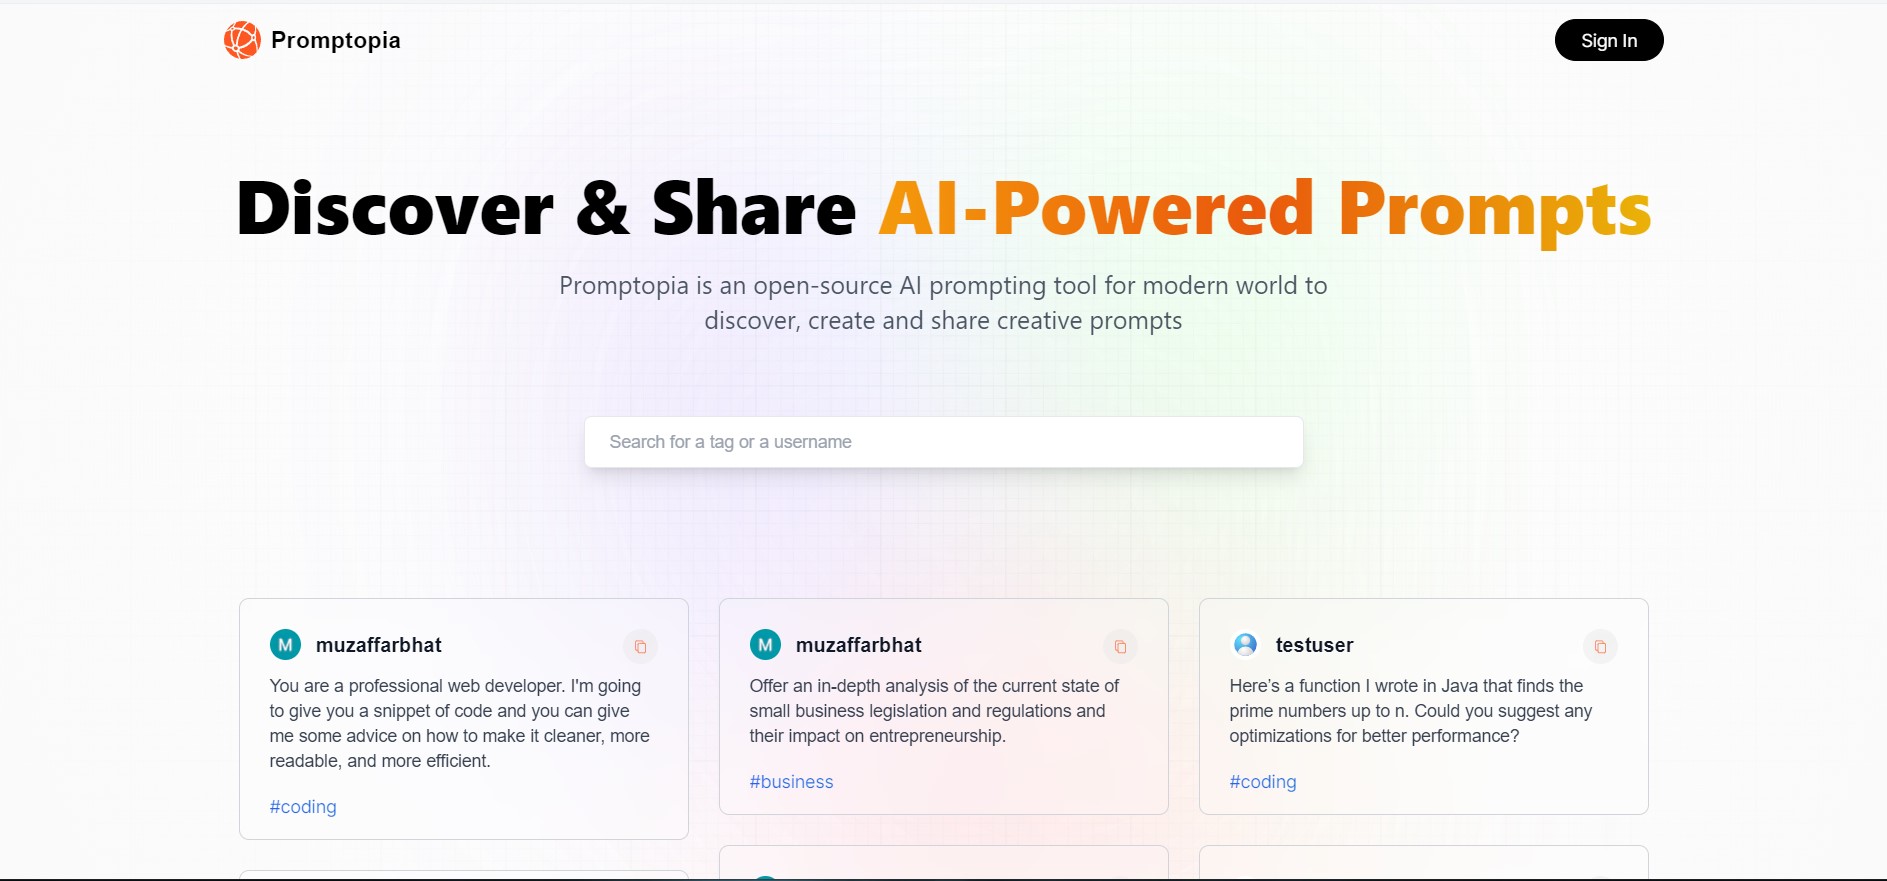 Promptopia
Sign In
Discover & Share AI-Powered Prompts
Promptopia is an open-source AI prompting tool for modern world to
discover, create and share creative prompts
Search for a tag or a username
M muzaffarbhat
You are a professional web developer. I'm going
to give you a snippet of code and you can give
me some advice on how to make it cleaner, more
readable, and more efficient.
#coding
M muzaffarbhat
Offer an in-depth analysis of the current state of
small business legislation and regulations and
their impact on entrepreneurship.
#business
testuser
Here’s a function I wrote in Java that finds the
prime numbers up to n. Could you suggest any
optimizations for better performance?
#coding